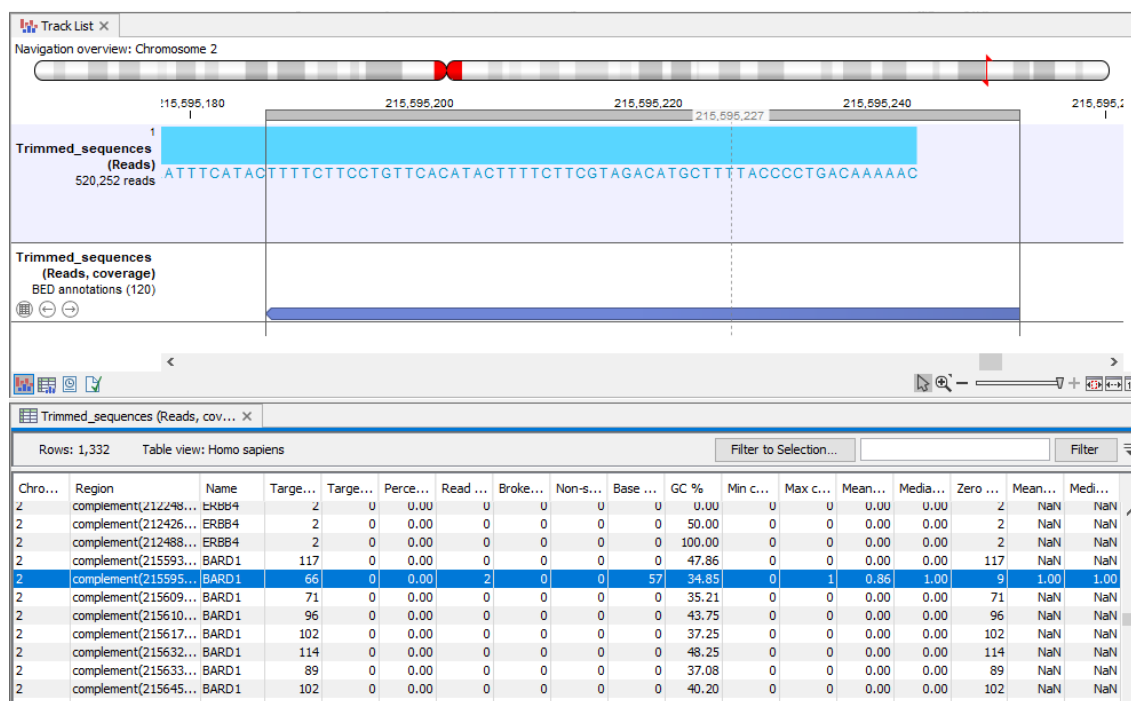 Track List
Navigation overview: Chromosome 2
!15,595,180 215,595,200 215,595,220 215,595,240 215,595,2
215,595,227
1
Trimmed_sequences
(Reads)
520,252 reads
ATTTCATACTTTTCTTCCTGTTCACATACTTTTCTTCGTAGACATGCTTTTACCCCTGACAAAAAC
Trimmed_sequences
(Reads, coverage)
BED annotations (120)
Trimmed_sequences (Reads, cov...
Rows: 1,332 Table view: Homo sapiens Filter to Selection... Filter
Chro... Region Name Targe... Targe... Perce... Read ... Broke... Non-s... Base ... GC % Min c... Max c... Mean... Media... Zero ... Mean... Medi...
2 complement(212248... ERBB4 2 0 0.00 0 0 0 0 0.00 0 0 0.00 0.00 2 NaN NaN
2 complement(212426... ERBB4 2 0 0.00 0 0 0 0 50.00 0 0 0.00 0.00 2 NaN NaN
2 complement(212488... ERBB4 2 0 0.00 0 0 0 0 100.00 0 0 0.00 0.00 2 NaN NaN
2 complement(215593... BARD1 117 0 0.00 0 0 0 0 47.86 0 0 0.00 0.00 117 NaN NaN
2 complement(215595... BARD1 66 0 0.00 2 0 0 57 34.85 0 1 0.86 1.00 9 1.00 1.00
2 complement(215609... BARD1 71 0 0.00 0 0 0 0 35.21 0 0 0.00 0.00 71 NaN NaN
2 complement(215610... BARD1 96 0 0.00 0 0 0 0 43.75 0 0 0.00 0.00 96 NaN NaN
2 complement(215617... BARD1 102 0 0.00 0 0 0 0 37.25 0 0 0.00 0.00 102 NaN NaN
2 complement(215632... BARD1 114 0 0.00 0 0 0 0 48.25 0 0 0.00 0.00 114 NaN NaN
2 complement(215633... BARD1 89 0 0.00 0 0 0 0 37.08 0 0 0.00 0.00 89 NaN NaN
2 complement(215645... BARD1 102 0 0.00 0 0 0 0 40.20 0 0 0.00 0.00 102 NaN NaN